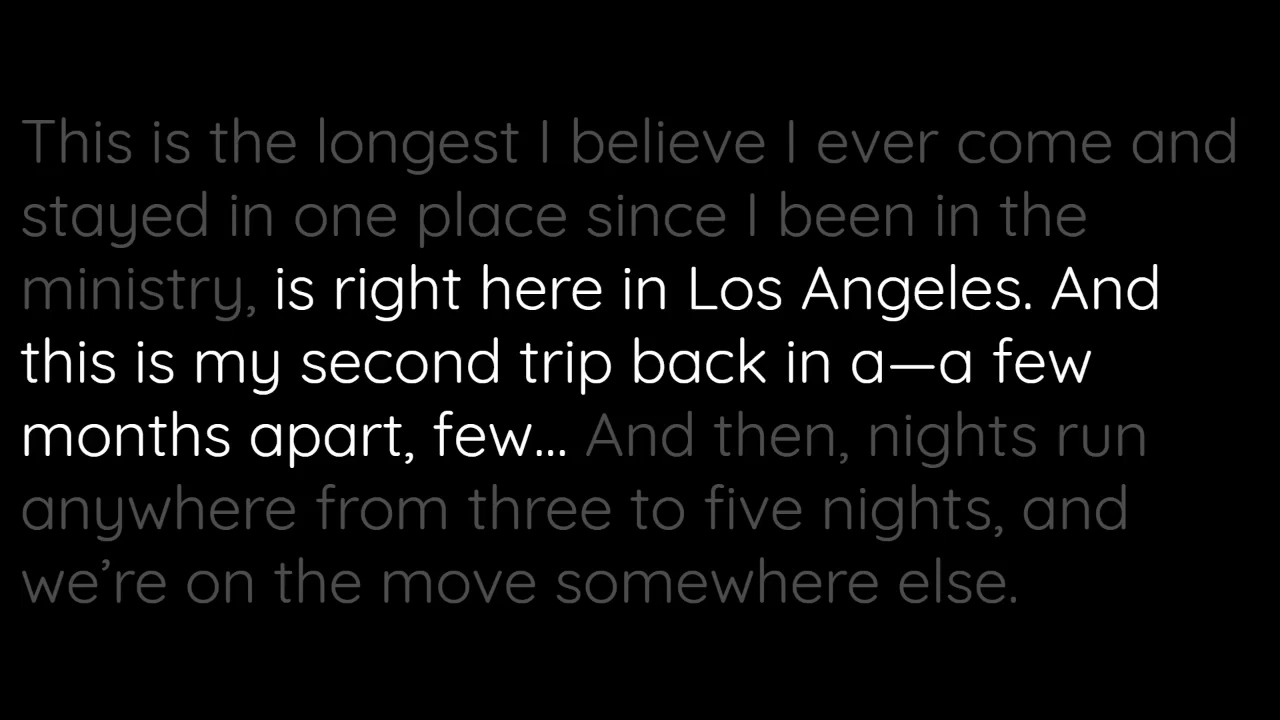 This is the longest I believe I ever come and
stayed in one place since I been in the
ministry, is right here in Los Angeles. And
this is my second trip back in a—a few
months apart, few... And then, nights run
anywhere from three to five nights, and
we’re on the move somewhere else.